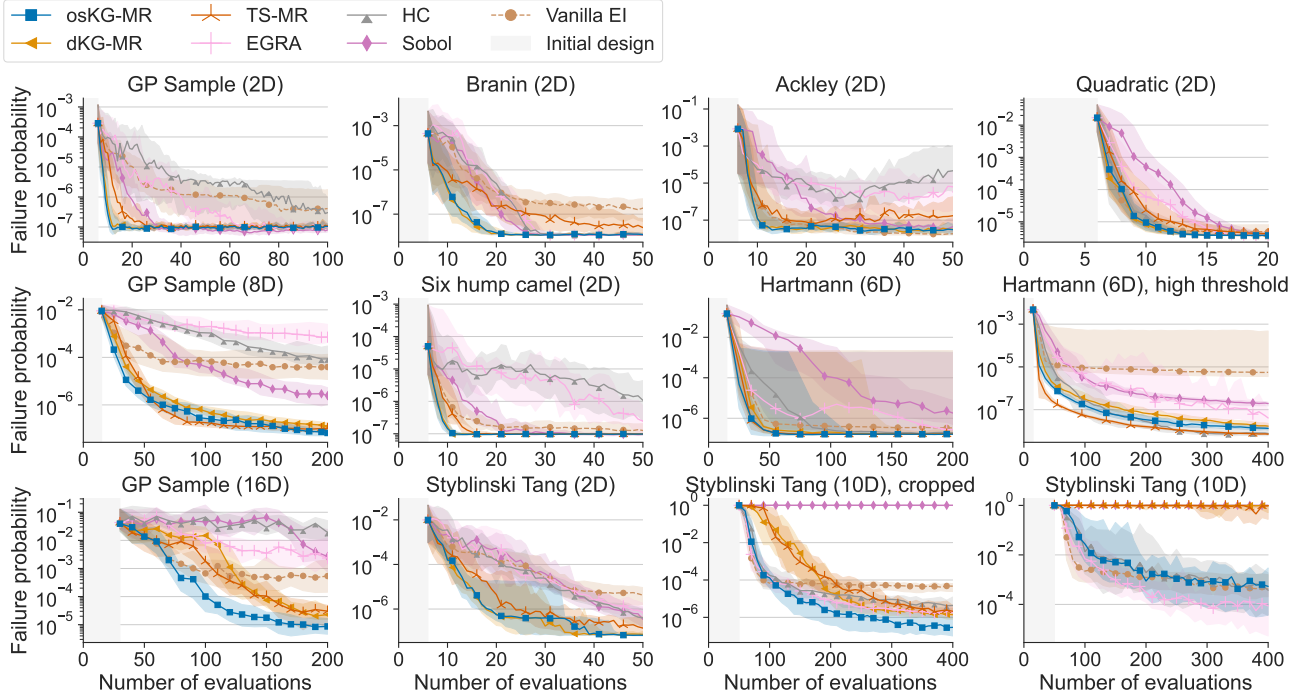 osKG-MR TS-MR HC Vanilla EI
dKG-MR EGRA Sobol Initial design
GP Sample (2D) Branin (2D) Ackley (2D) Quadratic (2D)
Failure probability
10⁻³ 10⁻⁴ 10⁻⁵ 10⁻⁶ 10⁻⁷
10⁻³ 10⁻⁵ 10⁻⁷
10⁻¹ 10⁻³ 10⁻⁵ 10⁻⁷
10⁻² 10⁻³ 10⁻⁴ 10⁻⁵
0 20 40 60 80 100
0 10 20 30 40 50
0 10 20 30 40 50
0 5 10 15 20
GP Sample (8D) Six hump camel (2D) Hartmann (6D) Hartmann (6D), high threshold
Failure probability
10⁻² 10⁻⁴ 10⁻⁶
10⁻³ 10⁻⁴ 10⁻⁵ 10⁻⁶ 10⁻⁷
10⁻² 10⁻⁴ 10⁻⁶
10⁻³ 10⁻⁵ 10⁻⁷
0 50 100 150 200
0 10 20 30 40 50
0 50 100 150 200
0 100 200 300 400
GP Sample (16D) Styblinski Tang (2D) Styblinski Tang (10D), cropped Styblinski Tang (10D)
Failure probability
10⁻¹ 10⁻² 10⁻³ 10⁻⁴ 10⁻⁵
10⁻² 10⁻⁴ 10⁻⁶
10⁰ 10⁻² 10⁻⁴ 10⁻⁶
10⁰ 10⁻² 10⁻⁴
0 50 100 150 200
0 10 20 30 40 50
0 100 200 300 400
0 100 200 300 400
Number of evaluations Number of evaluations Number of evaluations Number of evaluations